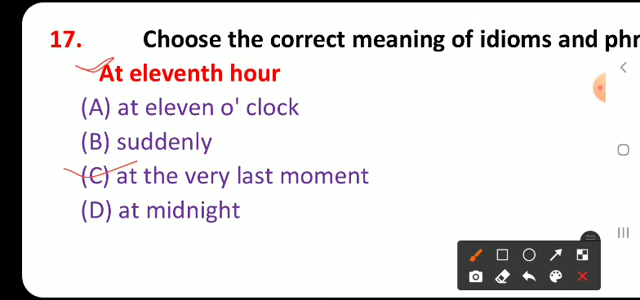 17. Choose the correct meaning of idioms and phr
At eleventh hour
(A) at eleven o' clock
(B) suddenly
(C) at the very last moment
(D) at midnight